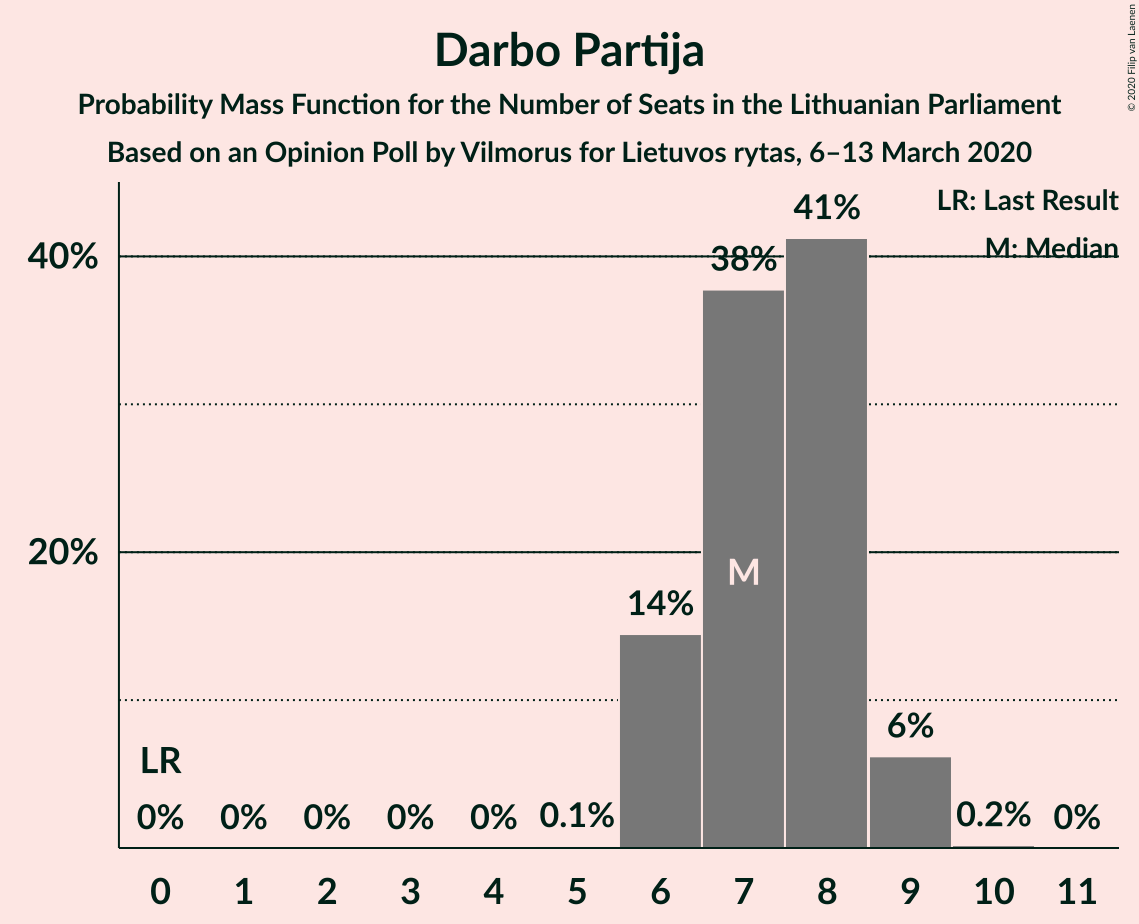 Darbo Partija
Probability Mass Function for the Number of Seats in the Lithuanian Parliament
Based on an Opinion Poll by Vilmorus for Lietuvos rytas, 6–13 March 2020
© 2020 Filip van Laenen
LR: Last Result
M: Median
41%
40%
38%
20%
M
14%
6%
LR
0% 0% 0% 0% 0% 0.1% 0.2% 0%
0 1 2 3 4 5 6 7 8 9 10 11